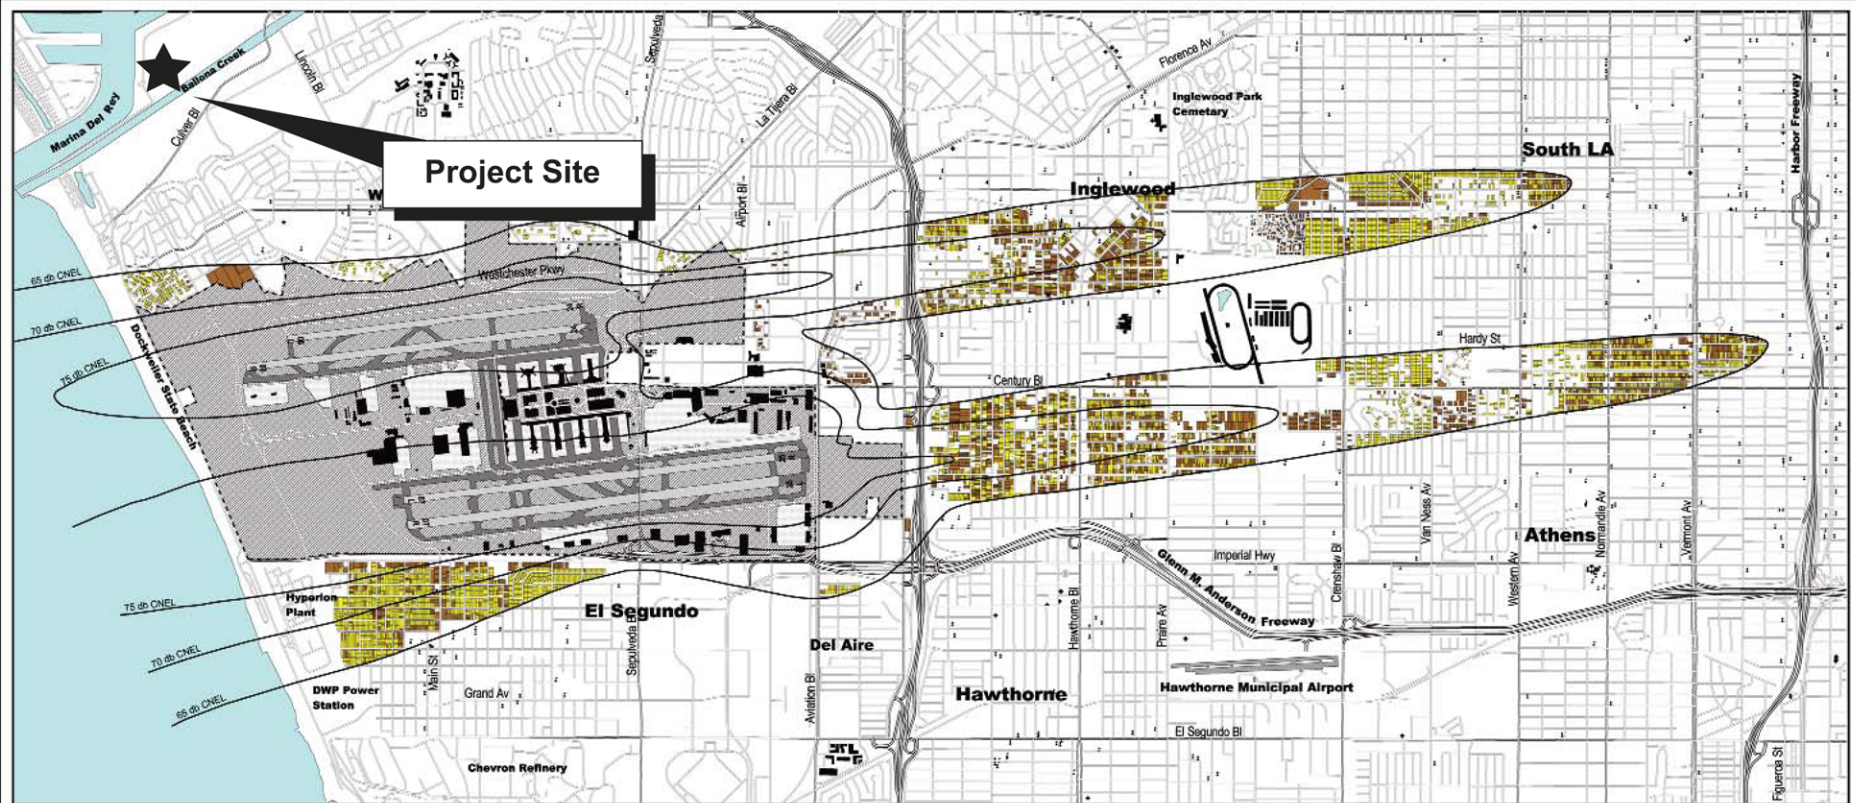 Sepulveda
Lincoln Bl
Ballona Creek
Florence Av
La Tijera Bl
Marina Del Rey
Culver Bl
Inglewood Park
Cemetary
Harbor Freeway
Project Site
South LA
Inglewood
W
Airport Bl
65 db CNEL
Westchester Pkwy
70 db CNEL
Dockweiler State Beach
75 db CNEL
Hardy St
Century Bl
Van Ness Av
Normandie Av
Vermont Av
Athens
Imperial Hwy
Glenn M. Anderson Freeway
Crenshaw Bl
Western Av
Hyperion
Plant
75 db CNEL
El Segundo
Sepulveda Bl
Hawthorne Bl
Praire Av
Del Aire
70 db CNEL
Main St
DWP Power
Station
Grand Av
65 db CNEL
Aviation Bl
Hawthorne
Hawthorne Municipal Airport
El Segundo Bl
Chevron Refinery
Figueroa St